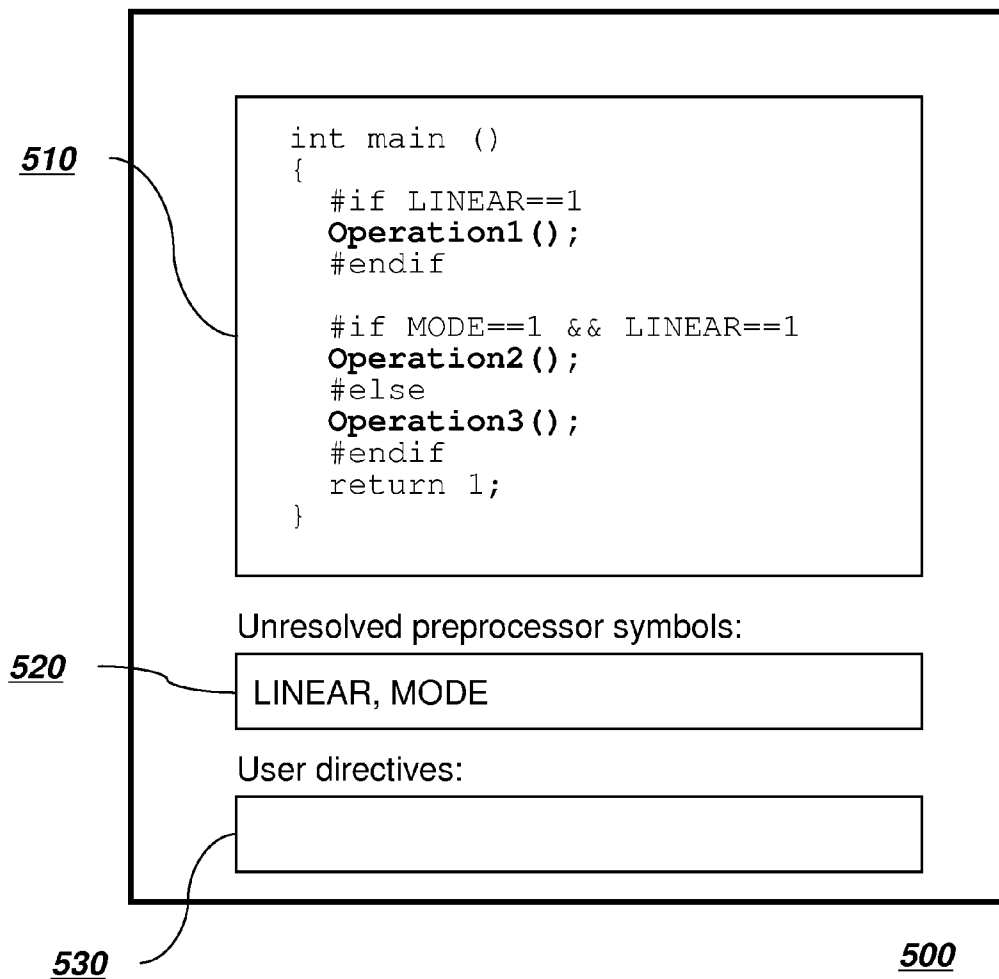 int main ()
{
#if LINEAR==1
Operation1();
#endif
#if MODE==1 && LINEAR==1
Operation2();
#else
Operation3();
#endif
return 1;
}
510
Unresolved preprocessor symbols:
520
LINEAR, MODE
User directives:
530
500